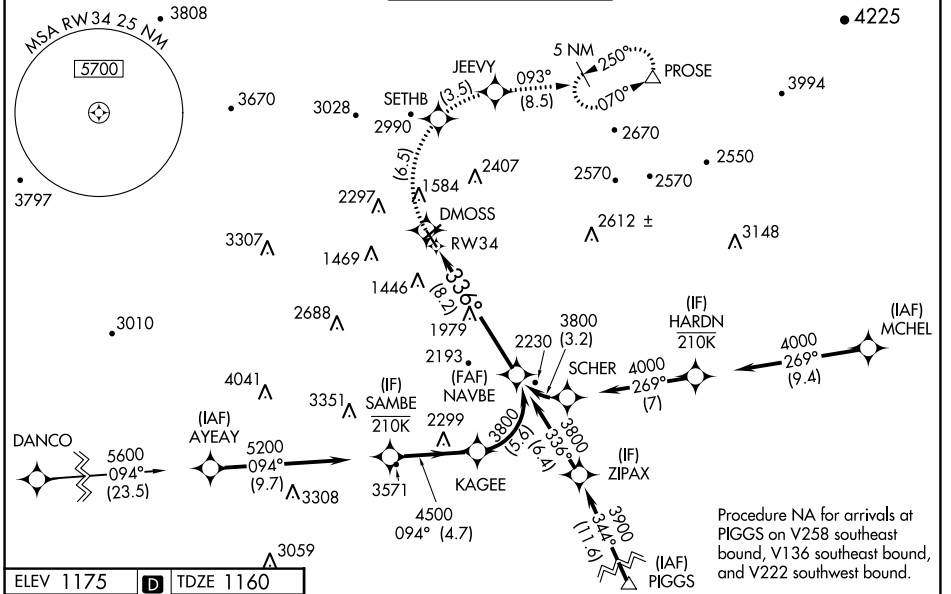 MSA RW34 25 NM
5700
3808
4225
5 NM
250°
070°
PROSE
JEEVY
093°
(8.5)
(3.5)
SETHB
2990
3670
3028
3994
2670
2550
2570
2570
3797
(6.5)
2407
1584
2297
DMOSS
RW34
2612 ±
3148
3307
1469
1446
336°
(8.2)
1979
2688
3010
2193
2230
3800
(3.2)
(FAF)
NAVBE
SCHER
4000
269°
(7)
(IF)
HARDN
210K
4000
269°
(9.4)
(IAF)
MCHEL
4041
3351
(IF)
SAMBE
210K
2299
3800
(5.6)
3800
336°
(6.4)
(IF)
ZIPAX
DANCO
5600
094°
(23.5)
(IAF)
AYEAY
5200
094°
(9.7)
3308
3571
KAGEE
4500
094° (4.7)
3900
344°
(11.6)
(IAF)
PIGGS
Procedure NA for arrivals at
PIGGS on V258 southeast
bound, V136 southeast bound,
and V222 southwest bound.
3059
ELEV 1175 D TDZE 1160